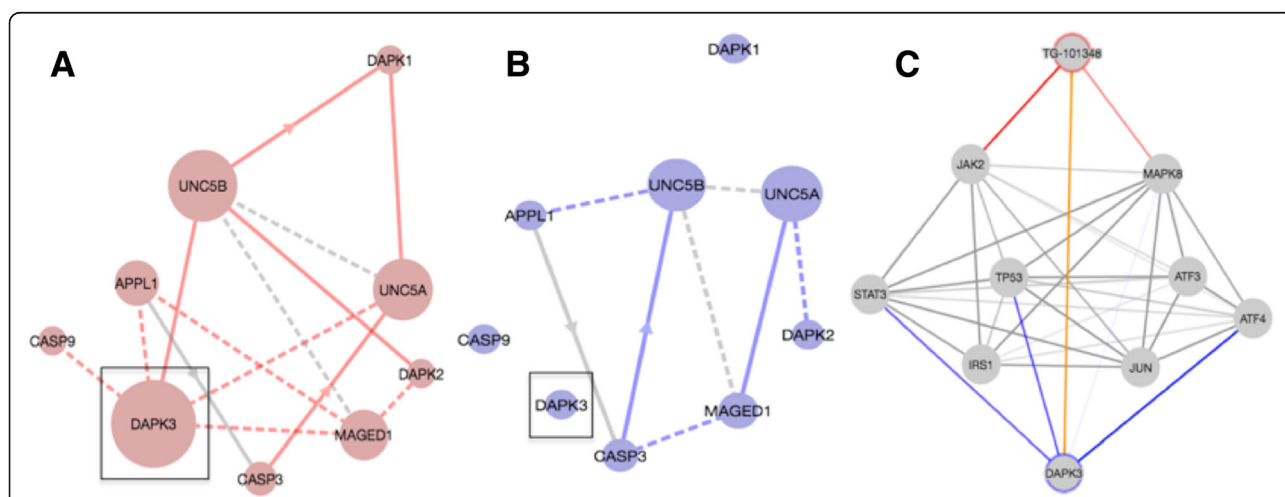 A
DAPK1
UNC5B
APPL1
UNC5A
CASP9
DAPK2
DAPK3
MAGED1
CASP3
B
DAPK1
UNC5B
UNC5A
APPL1
CASP9
DAPK2
DAPK3
MAGED1
CASP3
C
TG-101348
JAK2
MAPK8
TP53
ATF3
STAT3
ATF4
IRS1
JUN
DAPK3